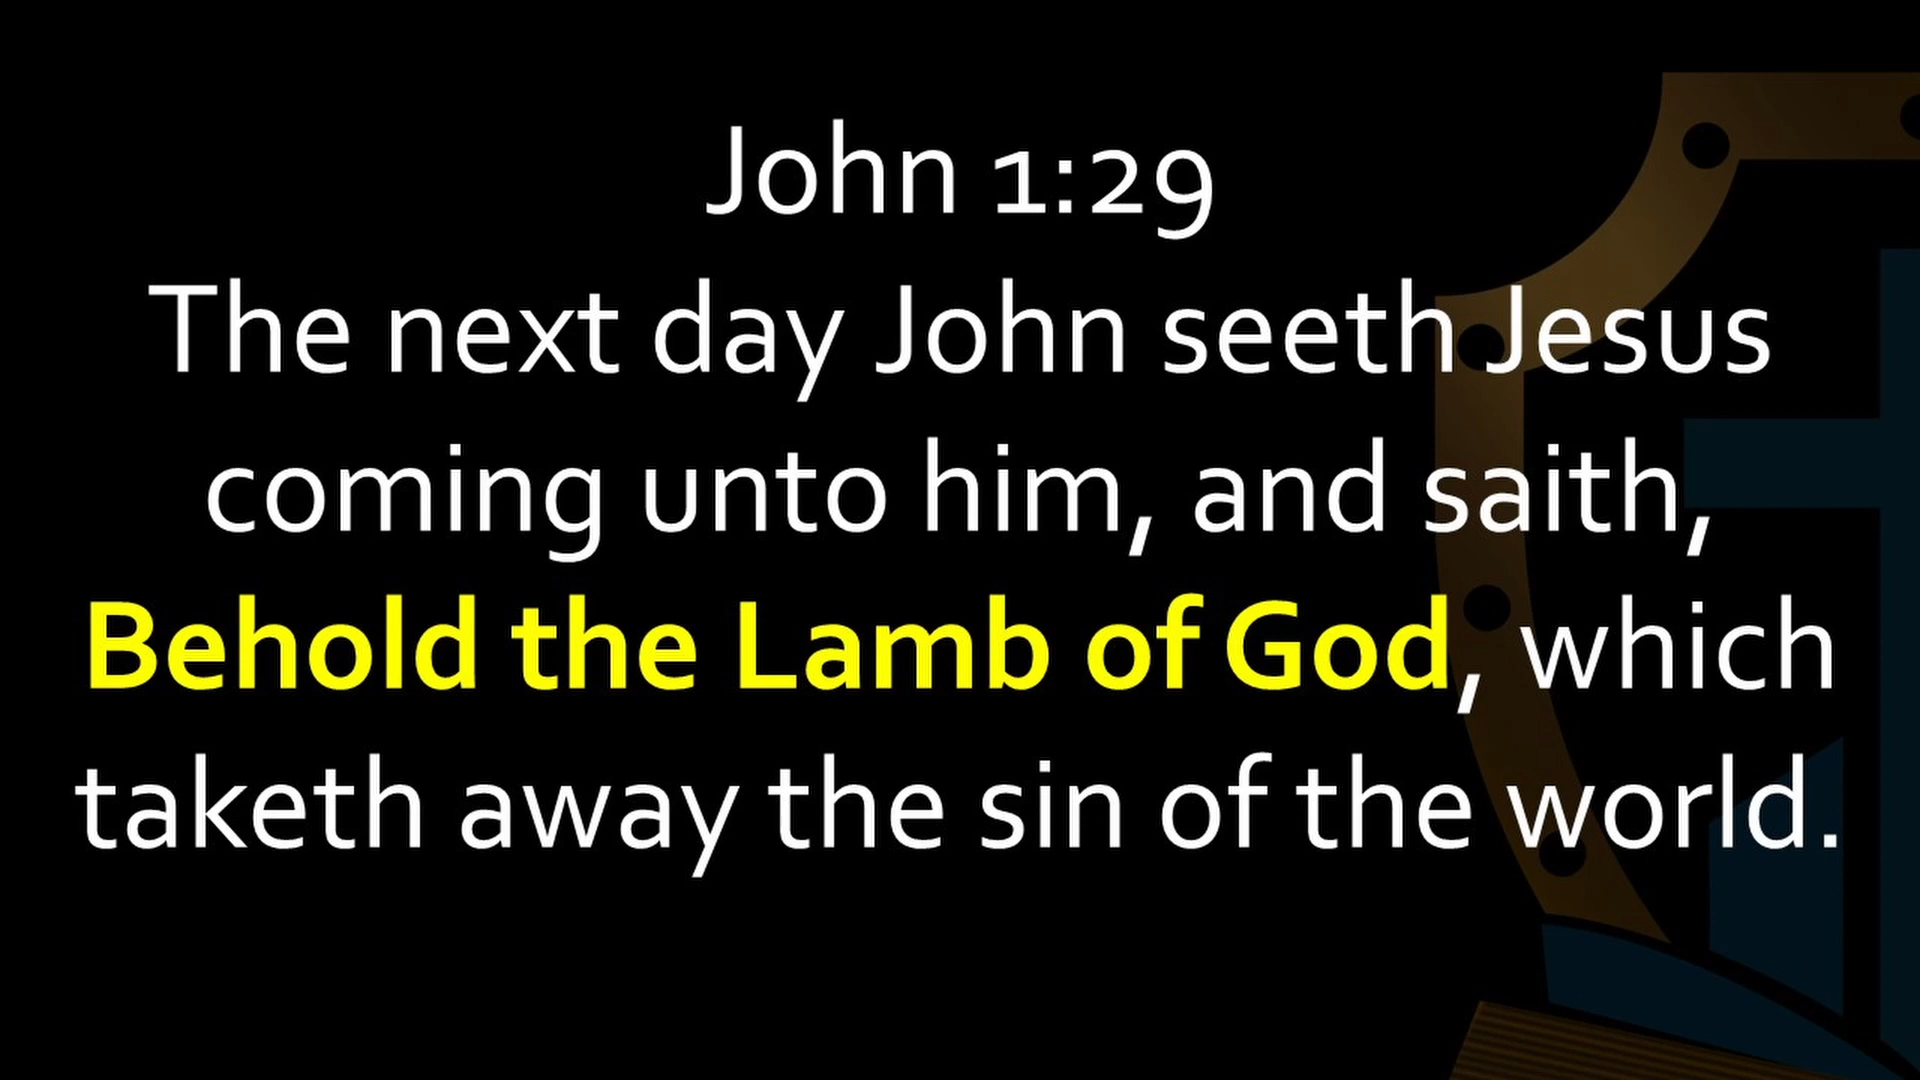 John 1:29
The next day John seeth Jesus
coming unto him, and saith,
Behold the Lamb of God, which
taketh away the sin of the world.